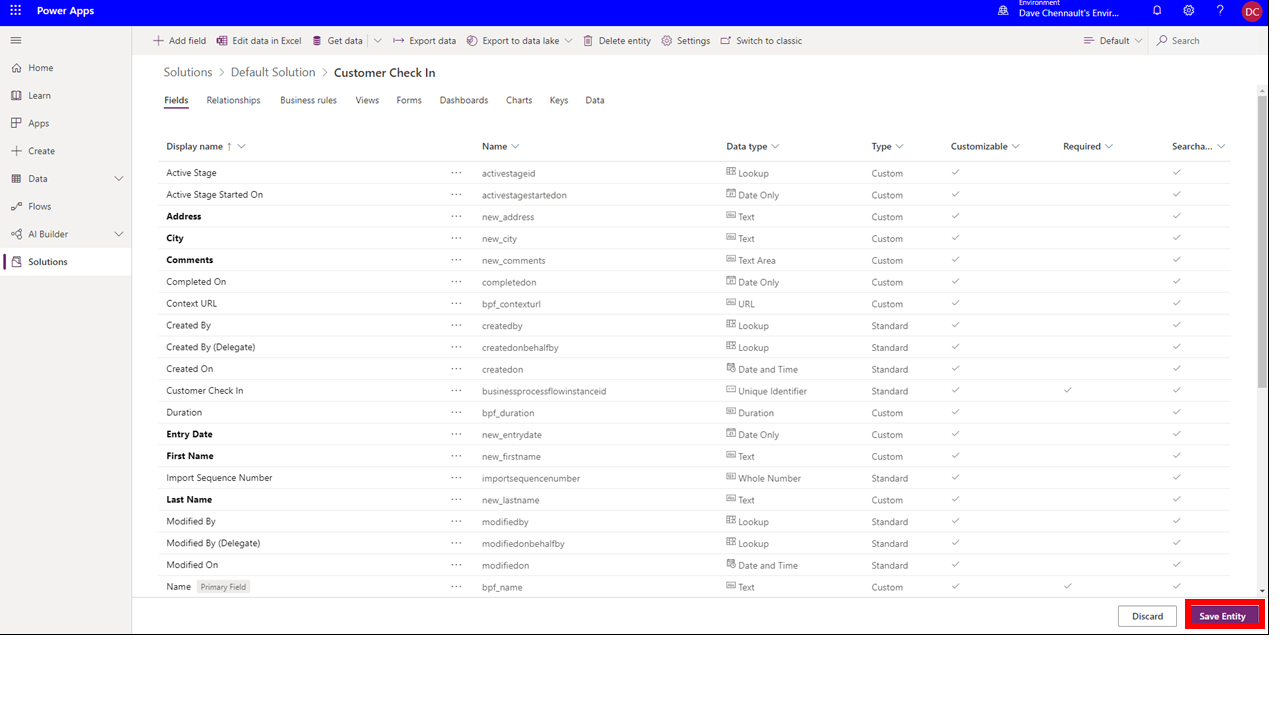 Power Apps
Environment
Dave Chennault's Envir...
?
DC
Add field
Edit data in Excel
Get data
Export data
Export to data lake
Delete entity
Settings
Switch to classic
Default
Search
Home
Learn
Apps
Create
Data
Flows
AI Builder
Solutions
Solutions > Default Solution > Customer Check In
Fields Relationships Business rules Views Forms Dashboards Charts Keys Data
Display name ↑ Name Data type Type Customizable Required Searcha...
Active Stage ··· activestageid Lookup Custom ✓ ✓
Active Stage Started On ··· activestagestartedon Date Only Custom ✓ ✓
Address ··· new_address Text Custom ✓ ✓
City ··· new_city Text Custom ✓ ✓
Comments ··· new_comments Text Area Custom ✓ ✓
Completed On ··· completedon Date Only Custom ✓ ✓
Context URL ··· bpf_contexturl URL Custom ✓ ✓
Created By ··· createdby Lookup Standard ✓ ✓
Created By (Delegate) ··· createdonbehalfby Lookup Standard ✓ ✓
Created On ··· createdon Date and Time Standard ✓ ✓
Customer Check In ··· businessprocessflowinstanceid Unique Identifier Standard ✓ ✓ ✓
Duration ··· bpf_duration Duration Custom ✓ ✓
Entry Date ··· new_entrydate Date Only Custom ✓ ✓
First Name ··· new_firstname Text Custom ✓ ✓
Import Sequence Number ··· importsequencenumber Whole Number Standard ✓ ✓
Last Name ··· new_lastname Text Custom ✓ ✓
Modified By ··· modifiedby Lookup Standard ✓ ✓
Modified By (Delegate) ··· modifiedonbehalfby Lookup Standard ✓ ✓
Modified On ··· modifiedon Date and Time Standard ✓ ✓
Name Primary Field ··· bpf_name Text Custom ✓ ✓ ✓
Discard
Save Entity